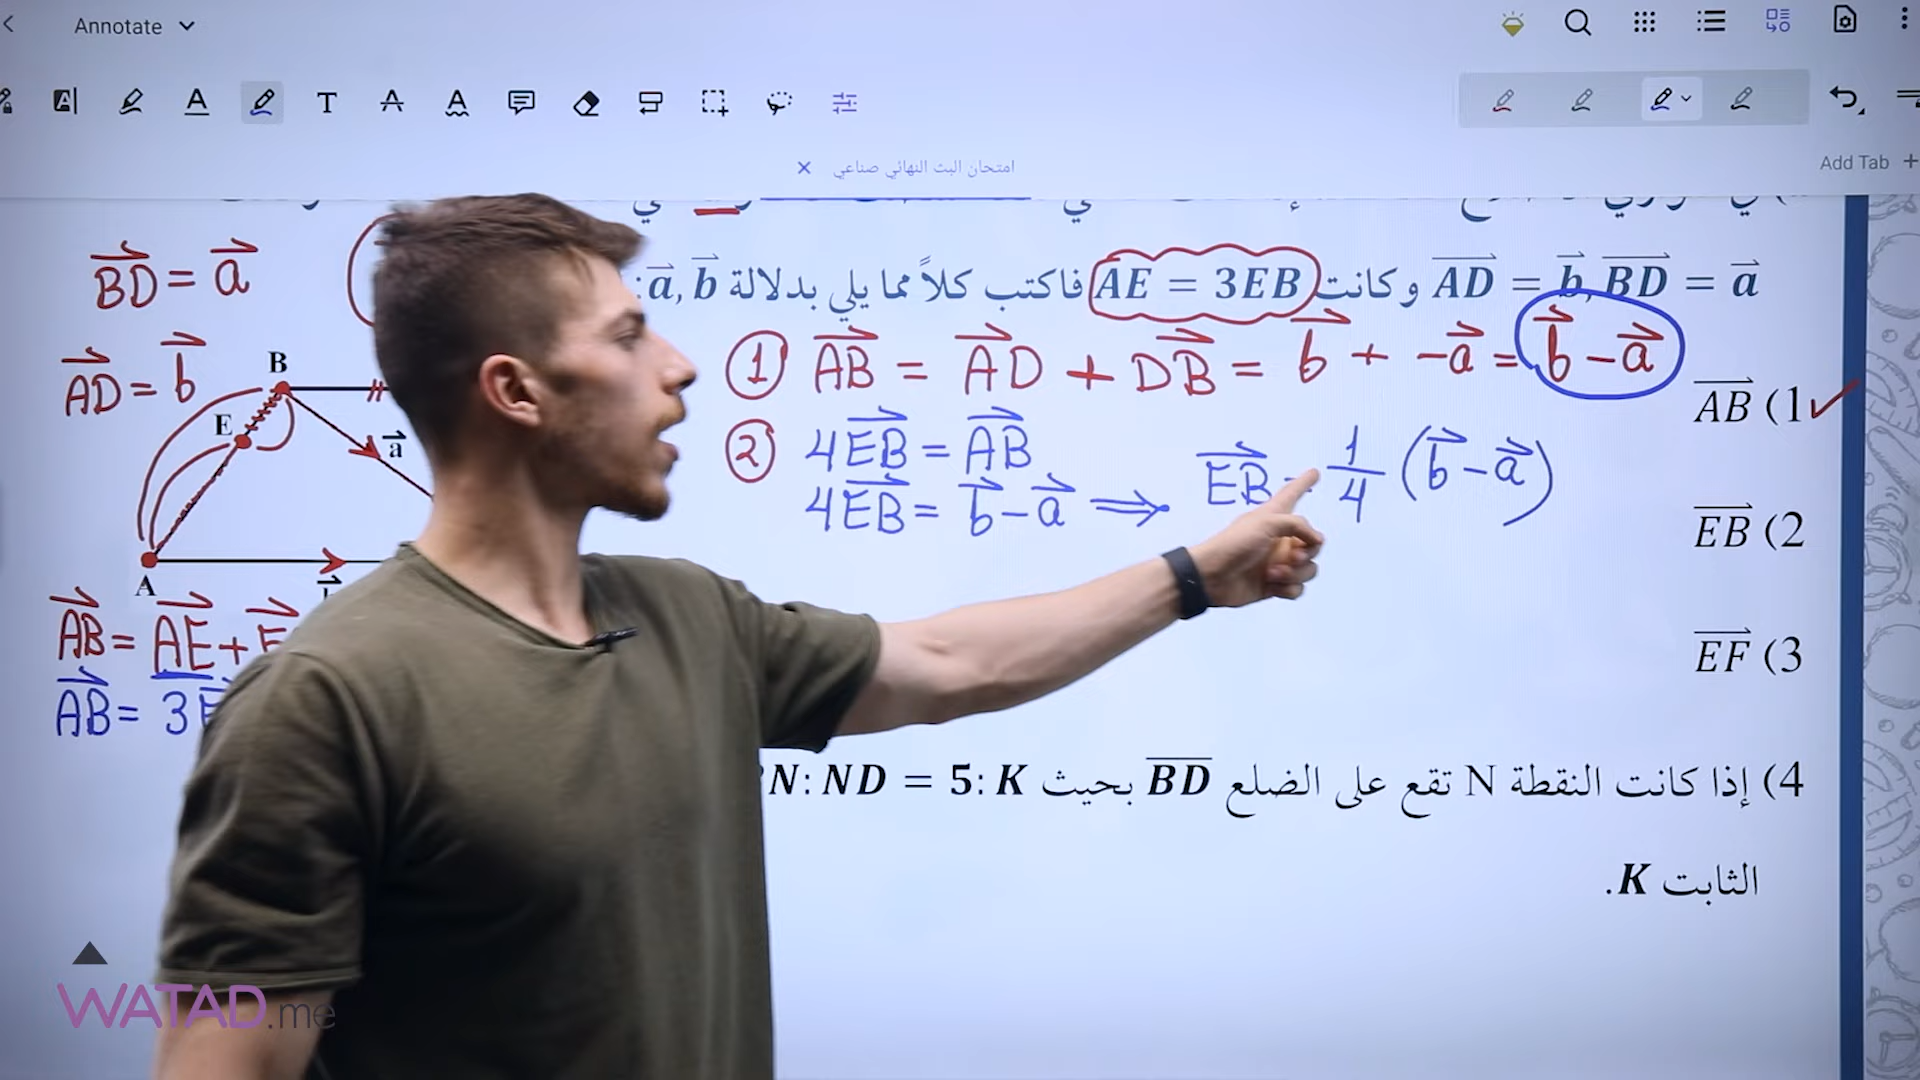 Annotate
T
Add Tab +
× امتحان البت النهائي صناعي
AD = b, BD = a وكانت AE = 3EB فاكتب كلاً مما يلي بدلالة a, b:
BD = a
AD = b
① AB = AD + DB = b + -a = b - a
AB (1 ✓
② 4EB = AB
4EB = b - a ⇒ EB = 1/4 (b - a)
EB (2
EF (3
B
E
a
A
AB = AE +
AB = 3
4) إذا كانت النقطة N تقع على الضلع BD بحيث N: ND = 5: K
الثابت K.
WATAD.me